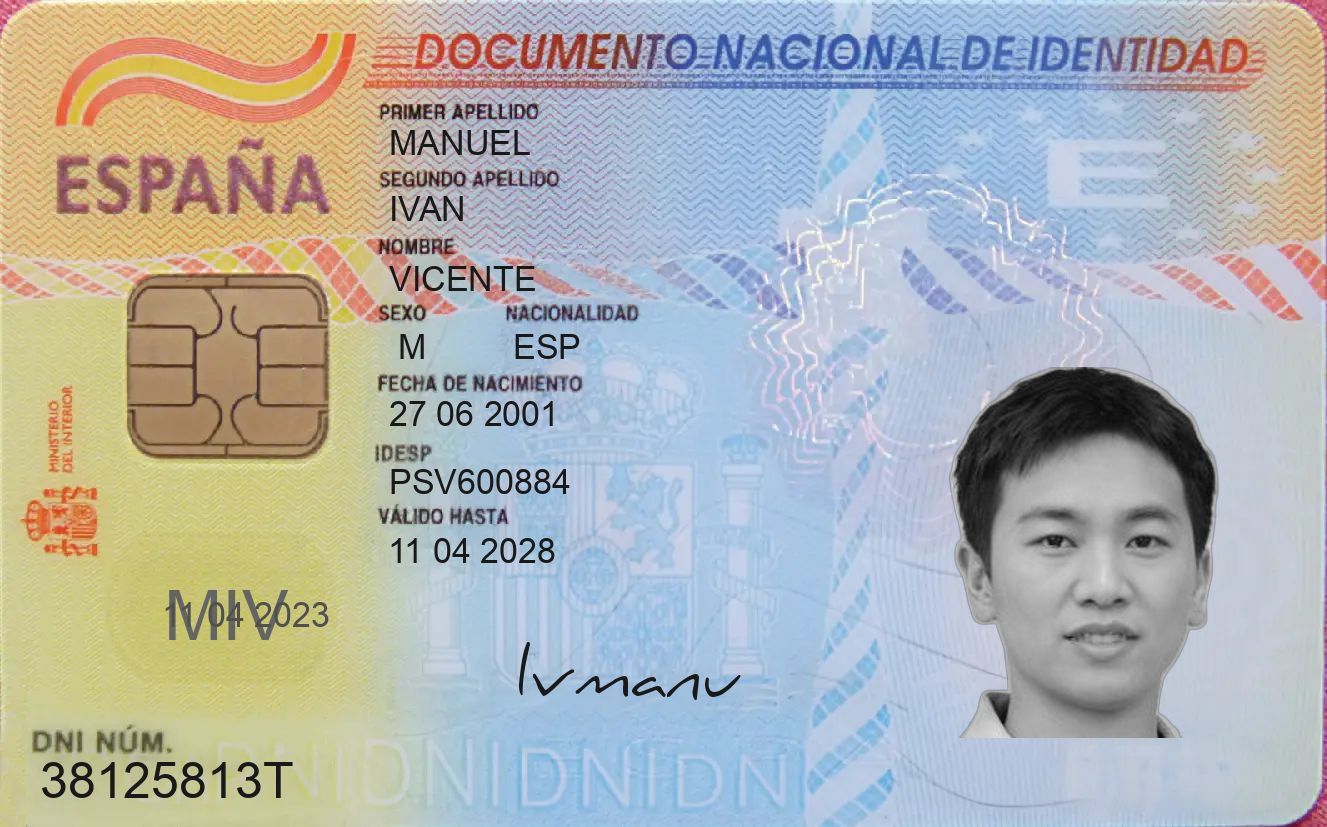 DOCUMENTO NACIONAL DE IDENTIDAD
ESPAÑA
PRIMER APELLIDO
MANUEL
SEGUNDO APELLIDO
IVAN
NOMBRE
VICENTE
SEXO NACIONALIDAD
M ESP
FECHA DE NACIMIENTO
27 06 2001
IDESP
PSV600884
VÁLIDO HASTA
11 04 2028
MINISTERIO
DEL INTERIOR
E
MIV
11 04 2023
Ivmanu
DNI NÚM.
38125813T
DNIDNIDNIDNI